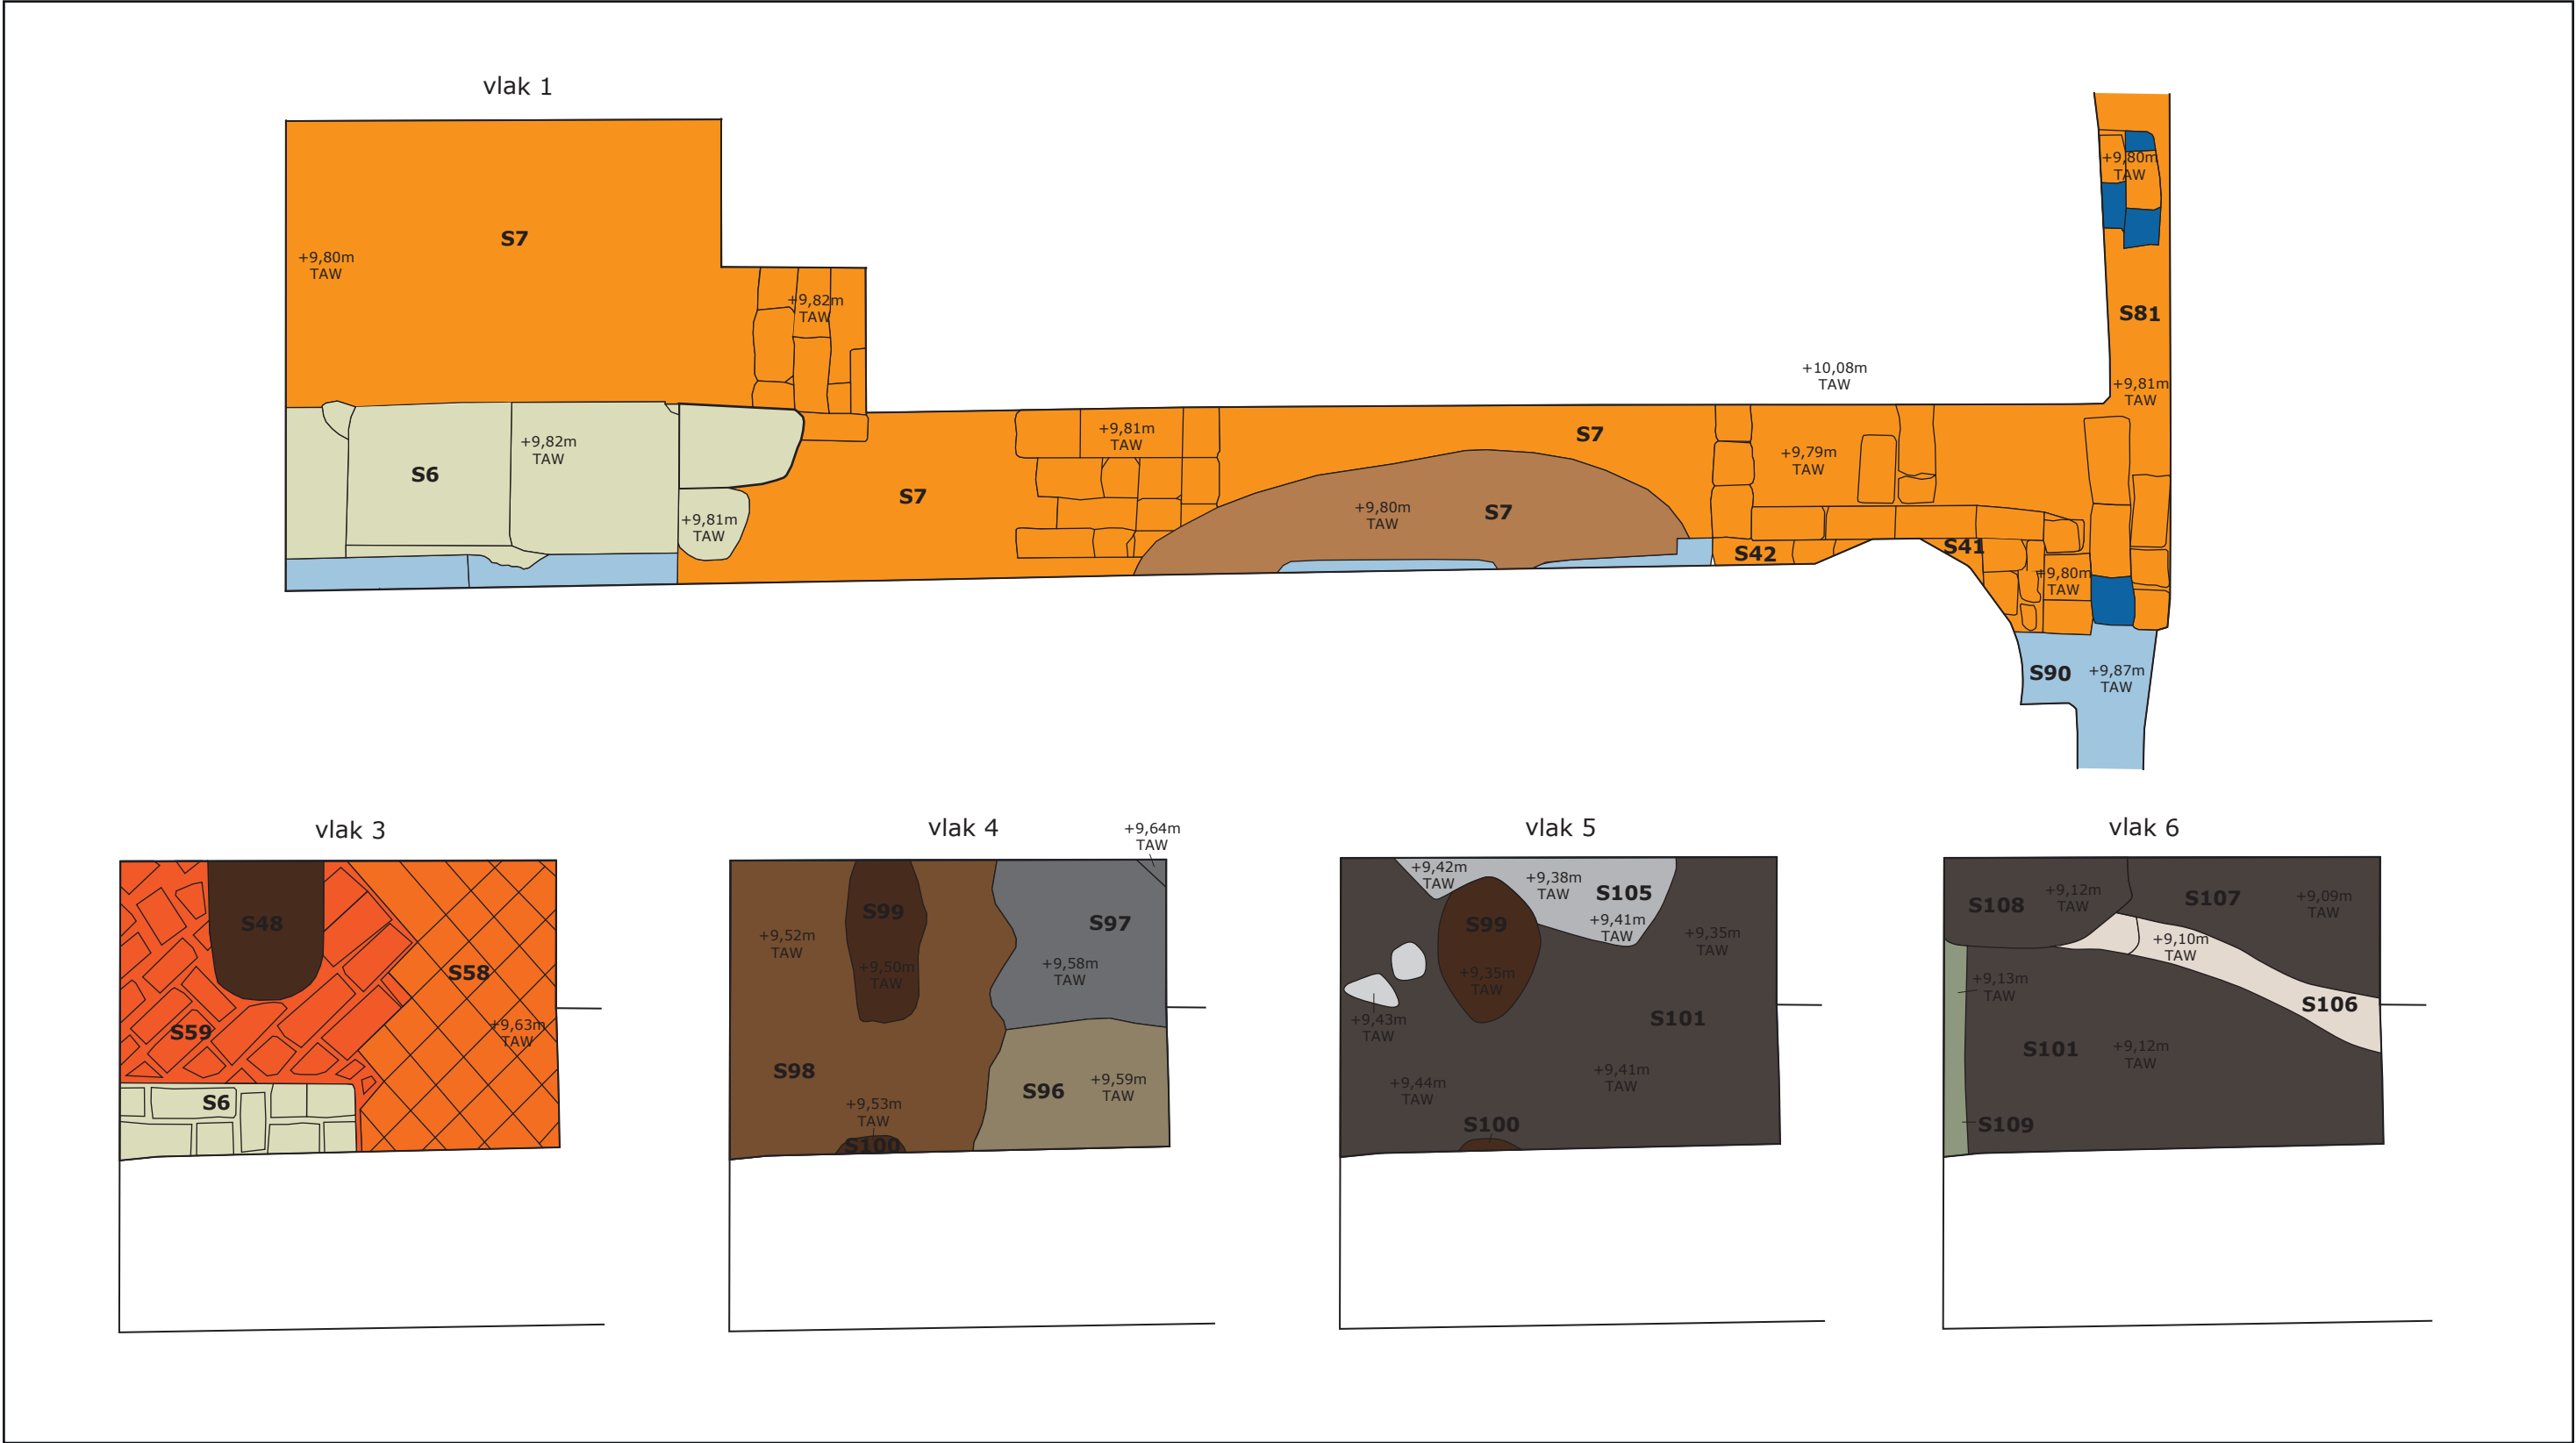 vlak 1
S7
+9,80m
TAW
+9,82m
TAW
S6
+9,82m
TAW
+9,81m
TAW
S7
+9,81m
TAW
S7
+9,80m
TAW
S7
+10,08m
TAW
+9,79m
TAW
S42
S41
+9,80m
TAW
S81
+9,81m
TAW
+9,80m
TAW
S90
+9,87m
TAW
vlak 3
S48
S58
S59
+9,63m
TAW
S6
vlak 4
+9,64m
TAW
S99
S97
+9,52m
TAW
+9,50m
TAW
+9,58m
TAW
S98
S96
+9,59m
TAW
+9,53m
TAW
S100
vlak 5
+9,42m
TAW
+9,38m
TAW
S105
S99
+9,41m
TAW
+9,35m
TAW
+9,35m
TAW
+9,43m
TAW
S101
+9,44m
TAW
+9,41m
TAW
S100
vlak 6
S108
+9,12m
TAW
S107
+9,09m
TAW
+9,10m
TAW
+9,13m
TAW
S106
S101
+9,12m
TAW
S109